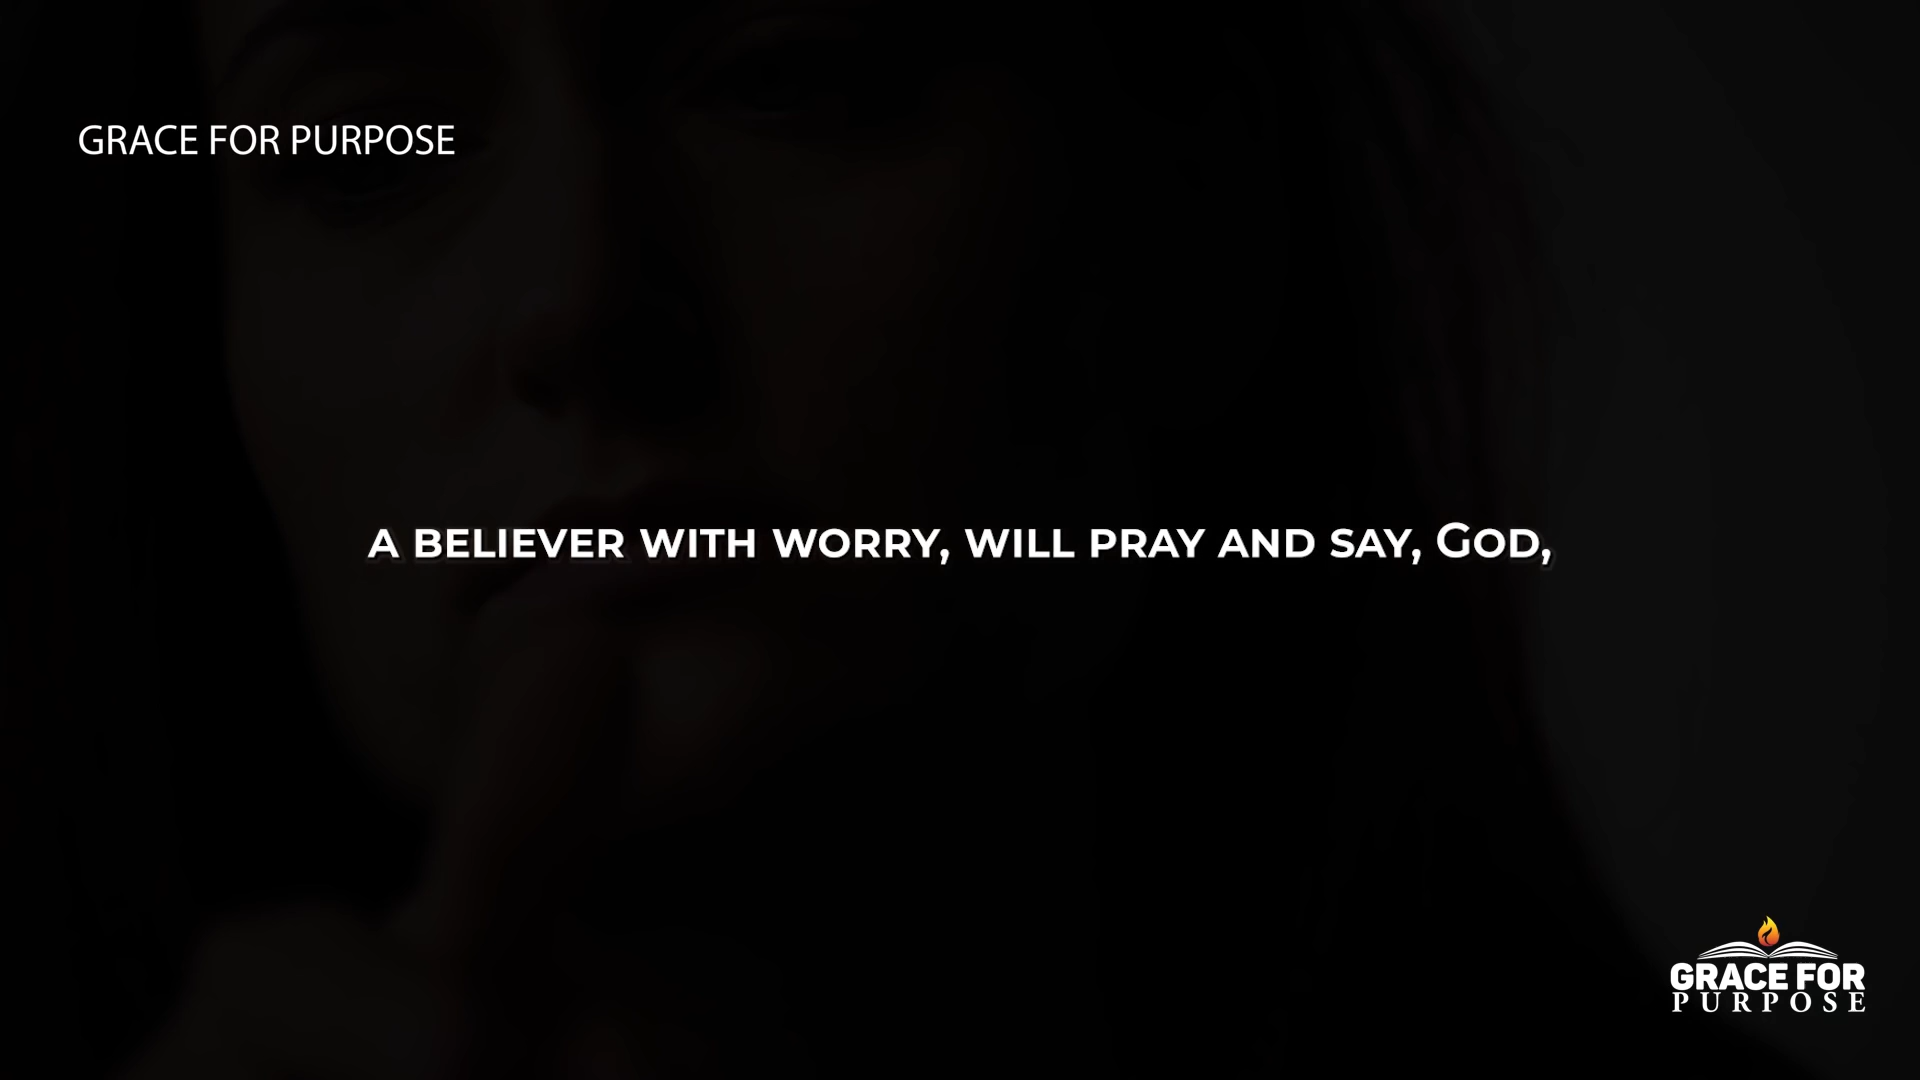 GRACE FOR PURPOSE
A BELIEVER WITH WORRY, WILL PRAY AND SAY, GOD,
GRACE FOR
PURPOSE